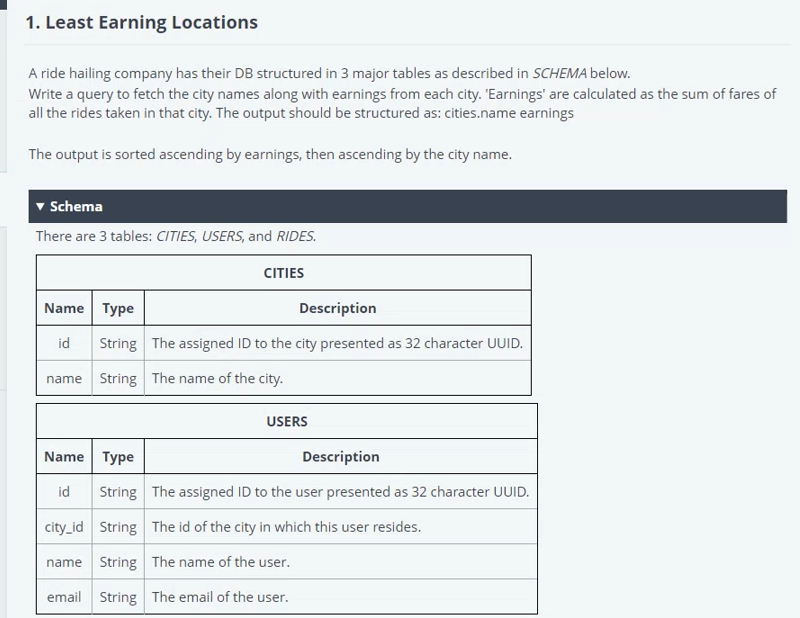 1. Least Earning Locations
A ride hailing company has their DB structured in 3 major tables as described in SCHEMA below.
Write a query to fetch the city names along with earnings from each city. 'Earnings' are calculated as the sum of fares of
all the rides taken in that city. The output should be structured as: cities.name earnings
The output is sorted ascending by earnings, then ascending by the city name.
▼ Schema
There are 3 tables: CITIES, USERS, and RIDES.
CITIES
Name Type Description
id String The assigned ID to the city presented as 32 character UUID.
name String The name of the city.
USERS
Name Type Description
id String The assigned ID to the user presented as 32 character UUID.
city_id String The id of the city in which this user resides.
name String The name of the user.
email String The email of the user.